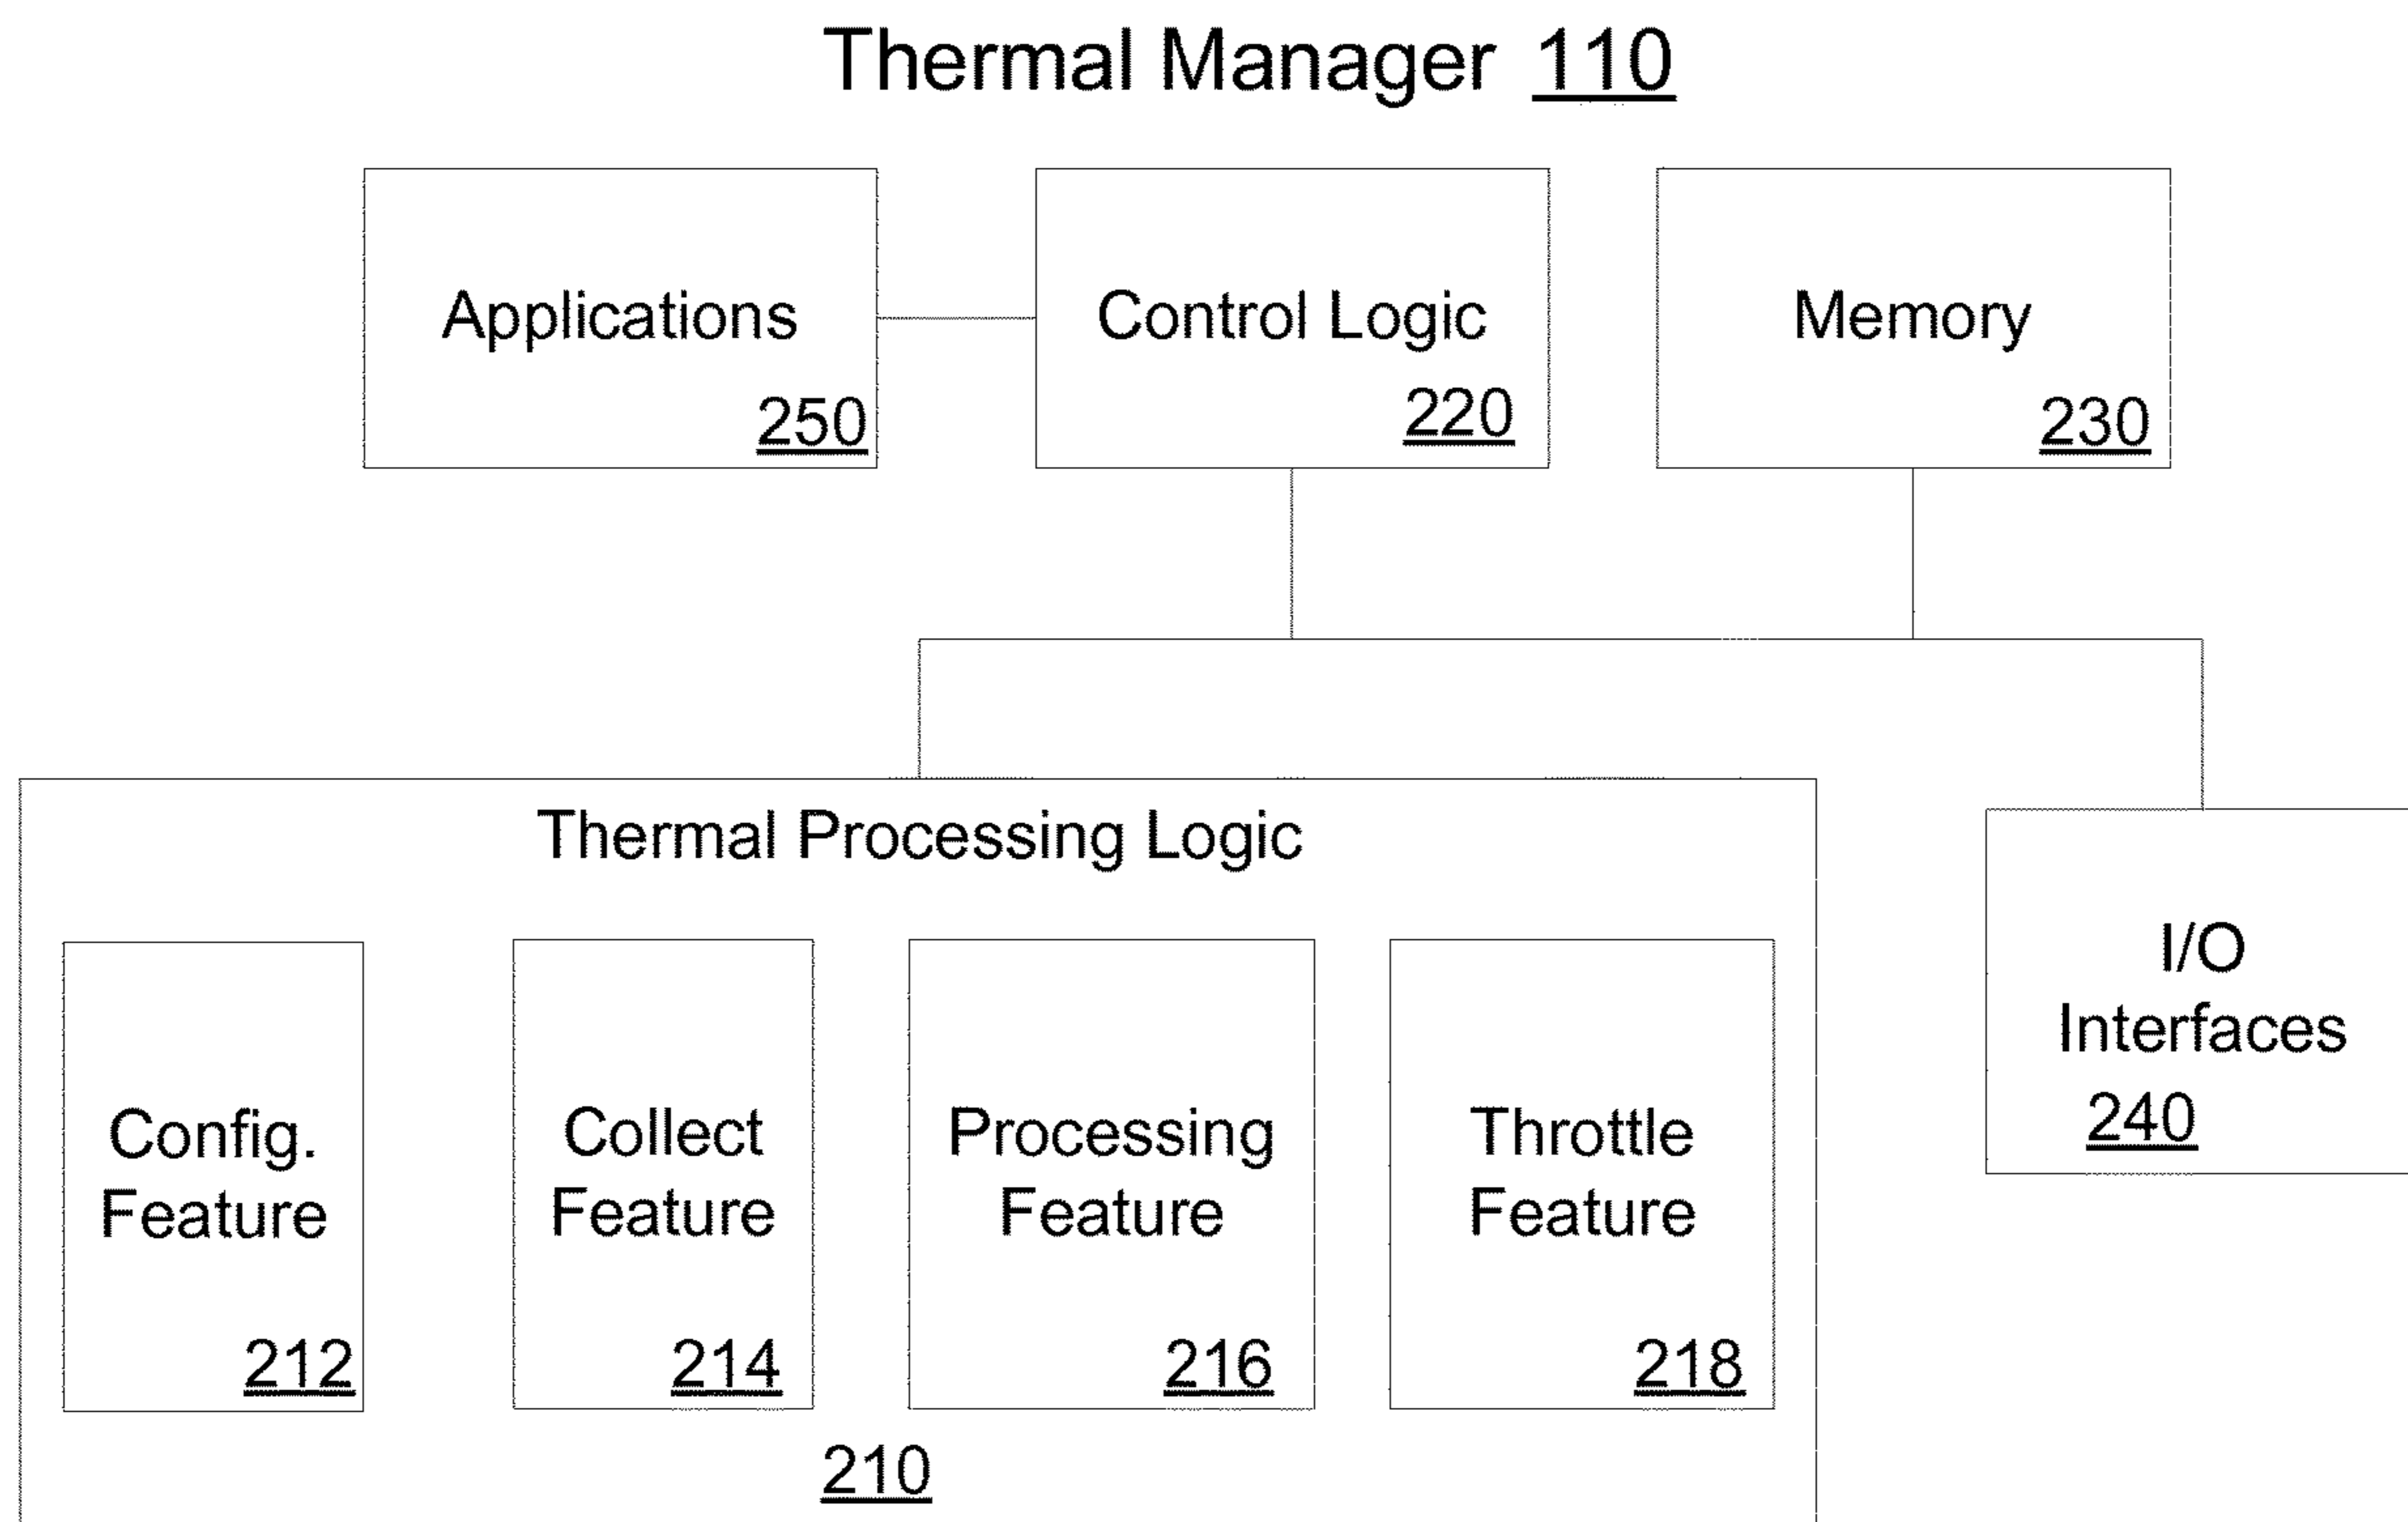 Thermal Manager 110
Applications
250
Control Logic
220
Memory
230
Thermal Processing Logic
Config.
Feature
212
Collect
Feature
214
Processing
Feature
216
Throttle
Feature
218
210
I/O
Interfaces
240